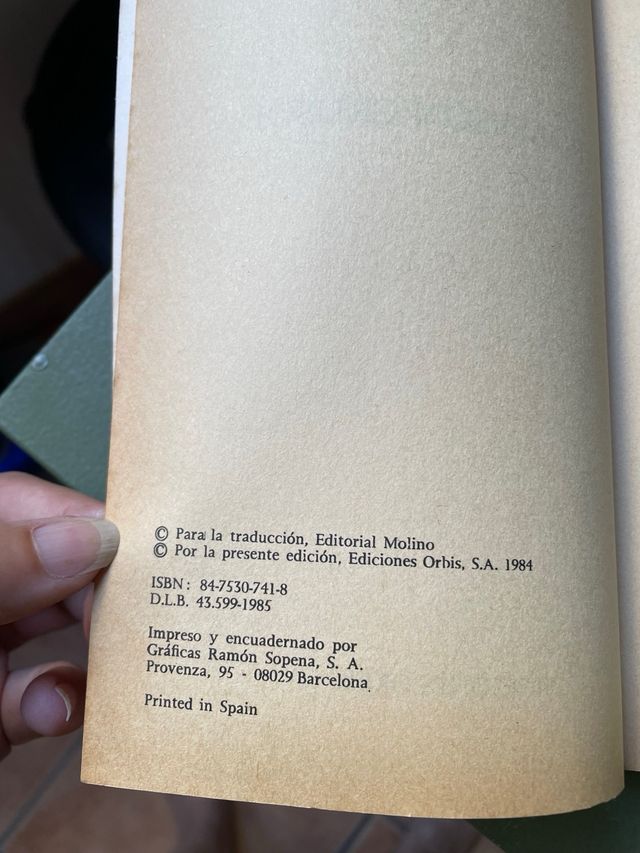 © Para la traducción, Editorial Molino
© Por la presente edición, Ediciones Orbis, S.A. 1984
ISBN: 84-7530-741-8
D.L.B. 43.599-1985
Impreso y encuadernado por
Gráficas Ramón Sopena, S. A.
Provenza, 95 - 08029 Barcelona.
Printed in Spain